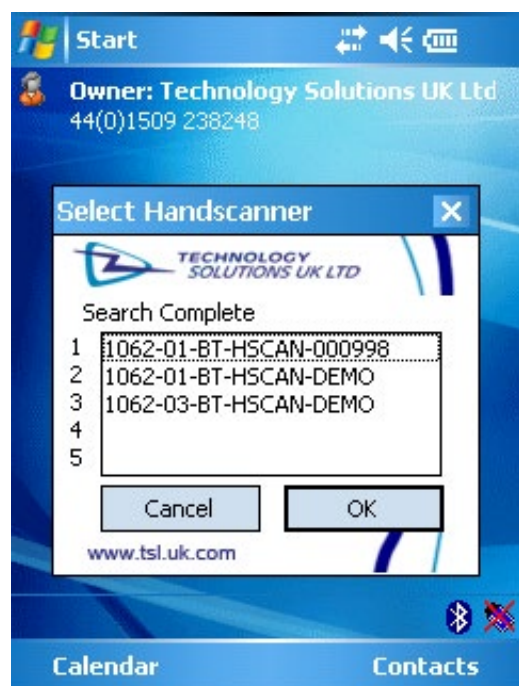 Start
Owner: Technology Solutions UK Ltd
44(0)1509 238248
Select Handscanner
TECHNOLOGY
SOLUTIONS UK LTD
Search Complete
1 1062-01-BT-HSCAN-000998
2 1062-01-BT-HSCAN-DEMO
3 1062-03-BT-HSCAN-DEMO
4
5
Cancel OK
www.tsl.uk.com
Calendar Contacts